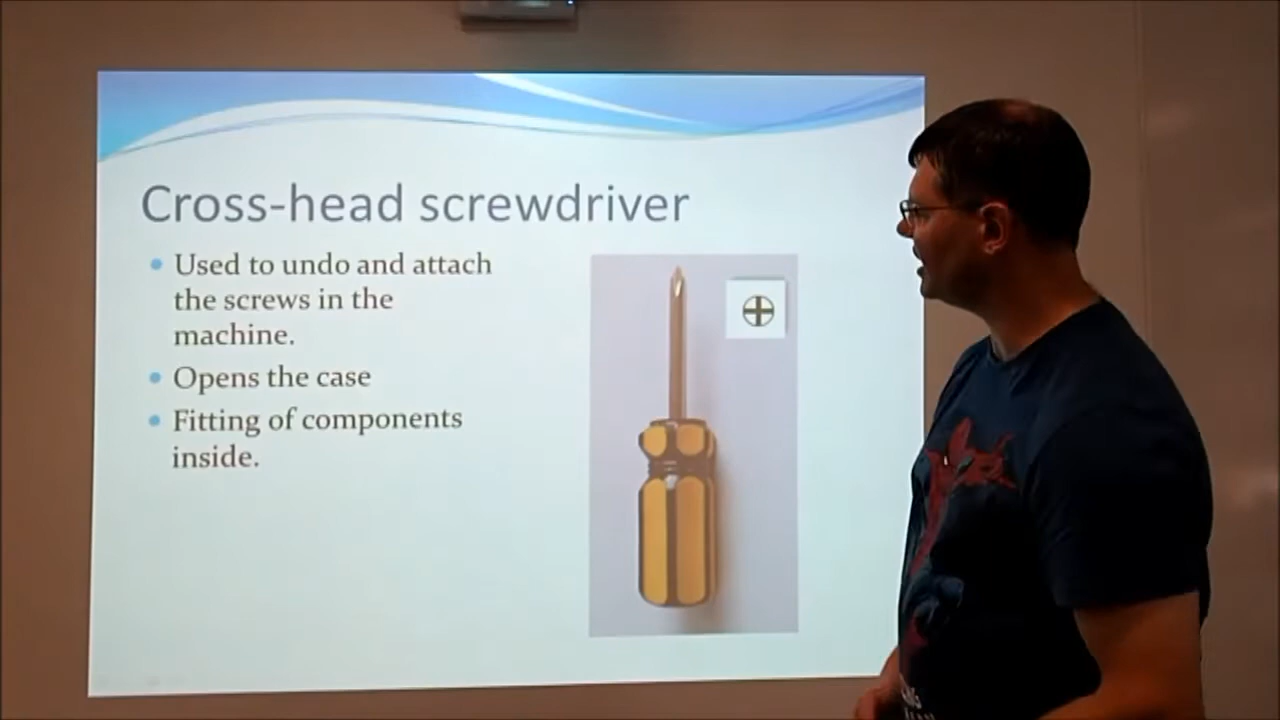 Cross-head screwdriver
Used to undo and attach
the screws in the
machine.
Opens the case
Fitting of components
inside.